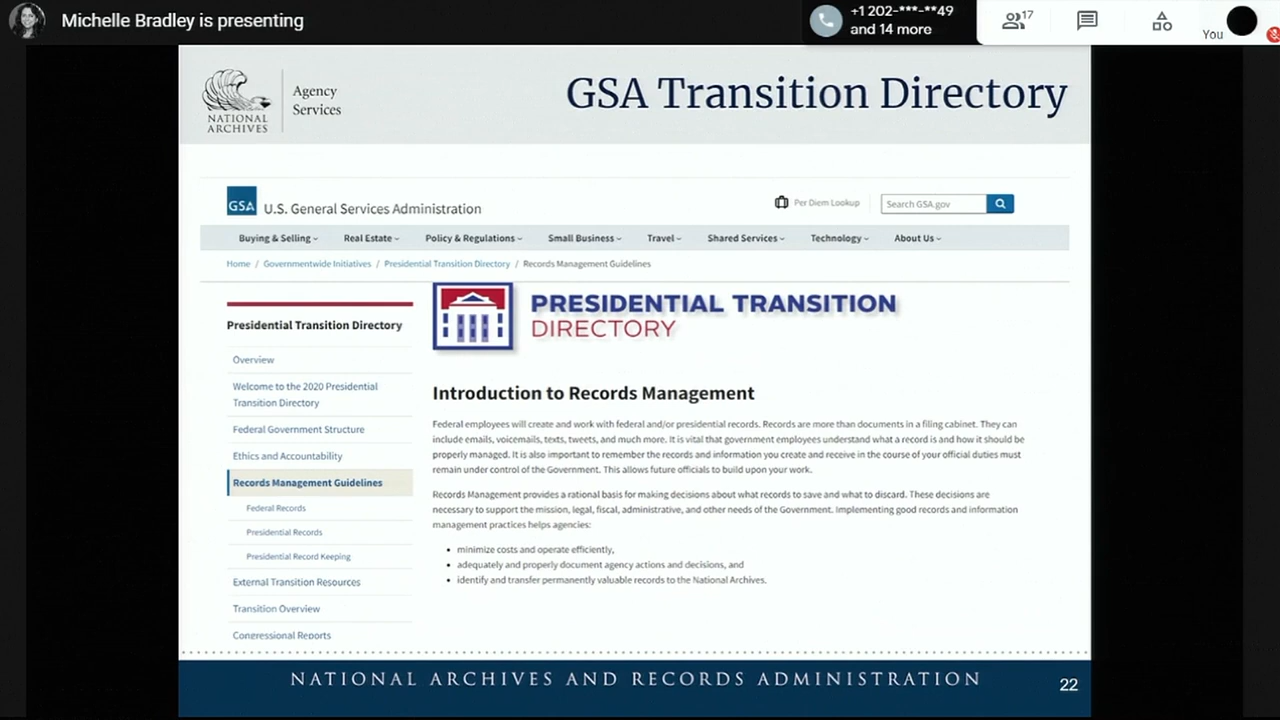 Michelle Bradley is presenting
+1 202-***-**49
and 14 more
17
You
NATIONAL
ARCHIVES
Agency
Services
GSA Transition Directory
GSA
U.S. General Services Administration
Per Diem Lookup
Search GSA.gov
Buying & Selling
Real Estate
Policy & Regulations
Small Business
Travel
Shared Services
Technology
About Us
Home / Governmentwide Initiatives / Presidential Transition Directory / Records Management Guidelines
Presidential Transition Directory
Overview
Welcome to the 2020 Presidential
Transition Directory
Federal Government Structure
Ethics and Accountability
Records Management Guidelines
Federal Records
Presidential Records
Presidential Record Keeping
External Transition Resources
Transition Overview
Congressional Reports
PRESIDENTIAL TRANSITION
DIRECTORY
Introduction to Records Management
Federal employees will create and work with federal and/or presidential records. Records are more than documents in a filing cabinet. They can
include emails, voicemails, texts, tweets, and much more. It is vital that government employees understand what a record is and how it should be
properly managed. It is also important to remember the records and information you create and receive in the course of your official duties must
remain under control of the Government. This allows future officials to build upon your work.
Records Management provides a rational basis for making decisions about what records to save and what to discard. These decisions are
necessary to support the mission, legal, fiscal, administrative, and other needs of the Government. Implementing good records and information
management practices helps agencies:
• minimize costs and operate efficiently,
• adequately and properly document agency actions and decisions, and
• identify and transfer permanently valuable records to the National Archives.
NATIONAL ARCHIVES AND RECORDS ADMINISTRATION
22